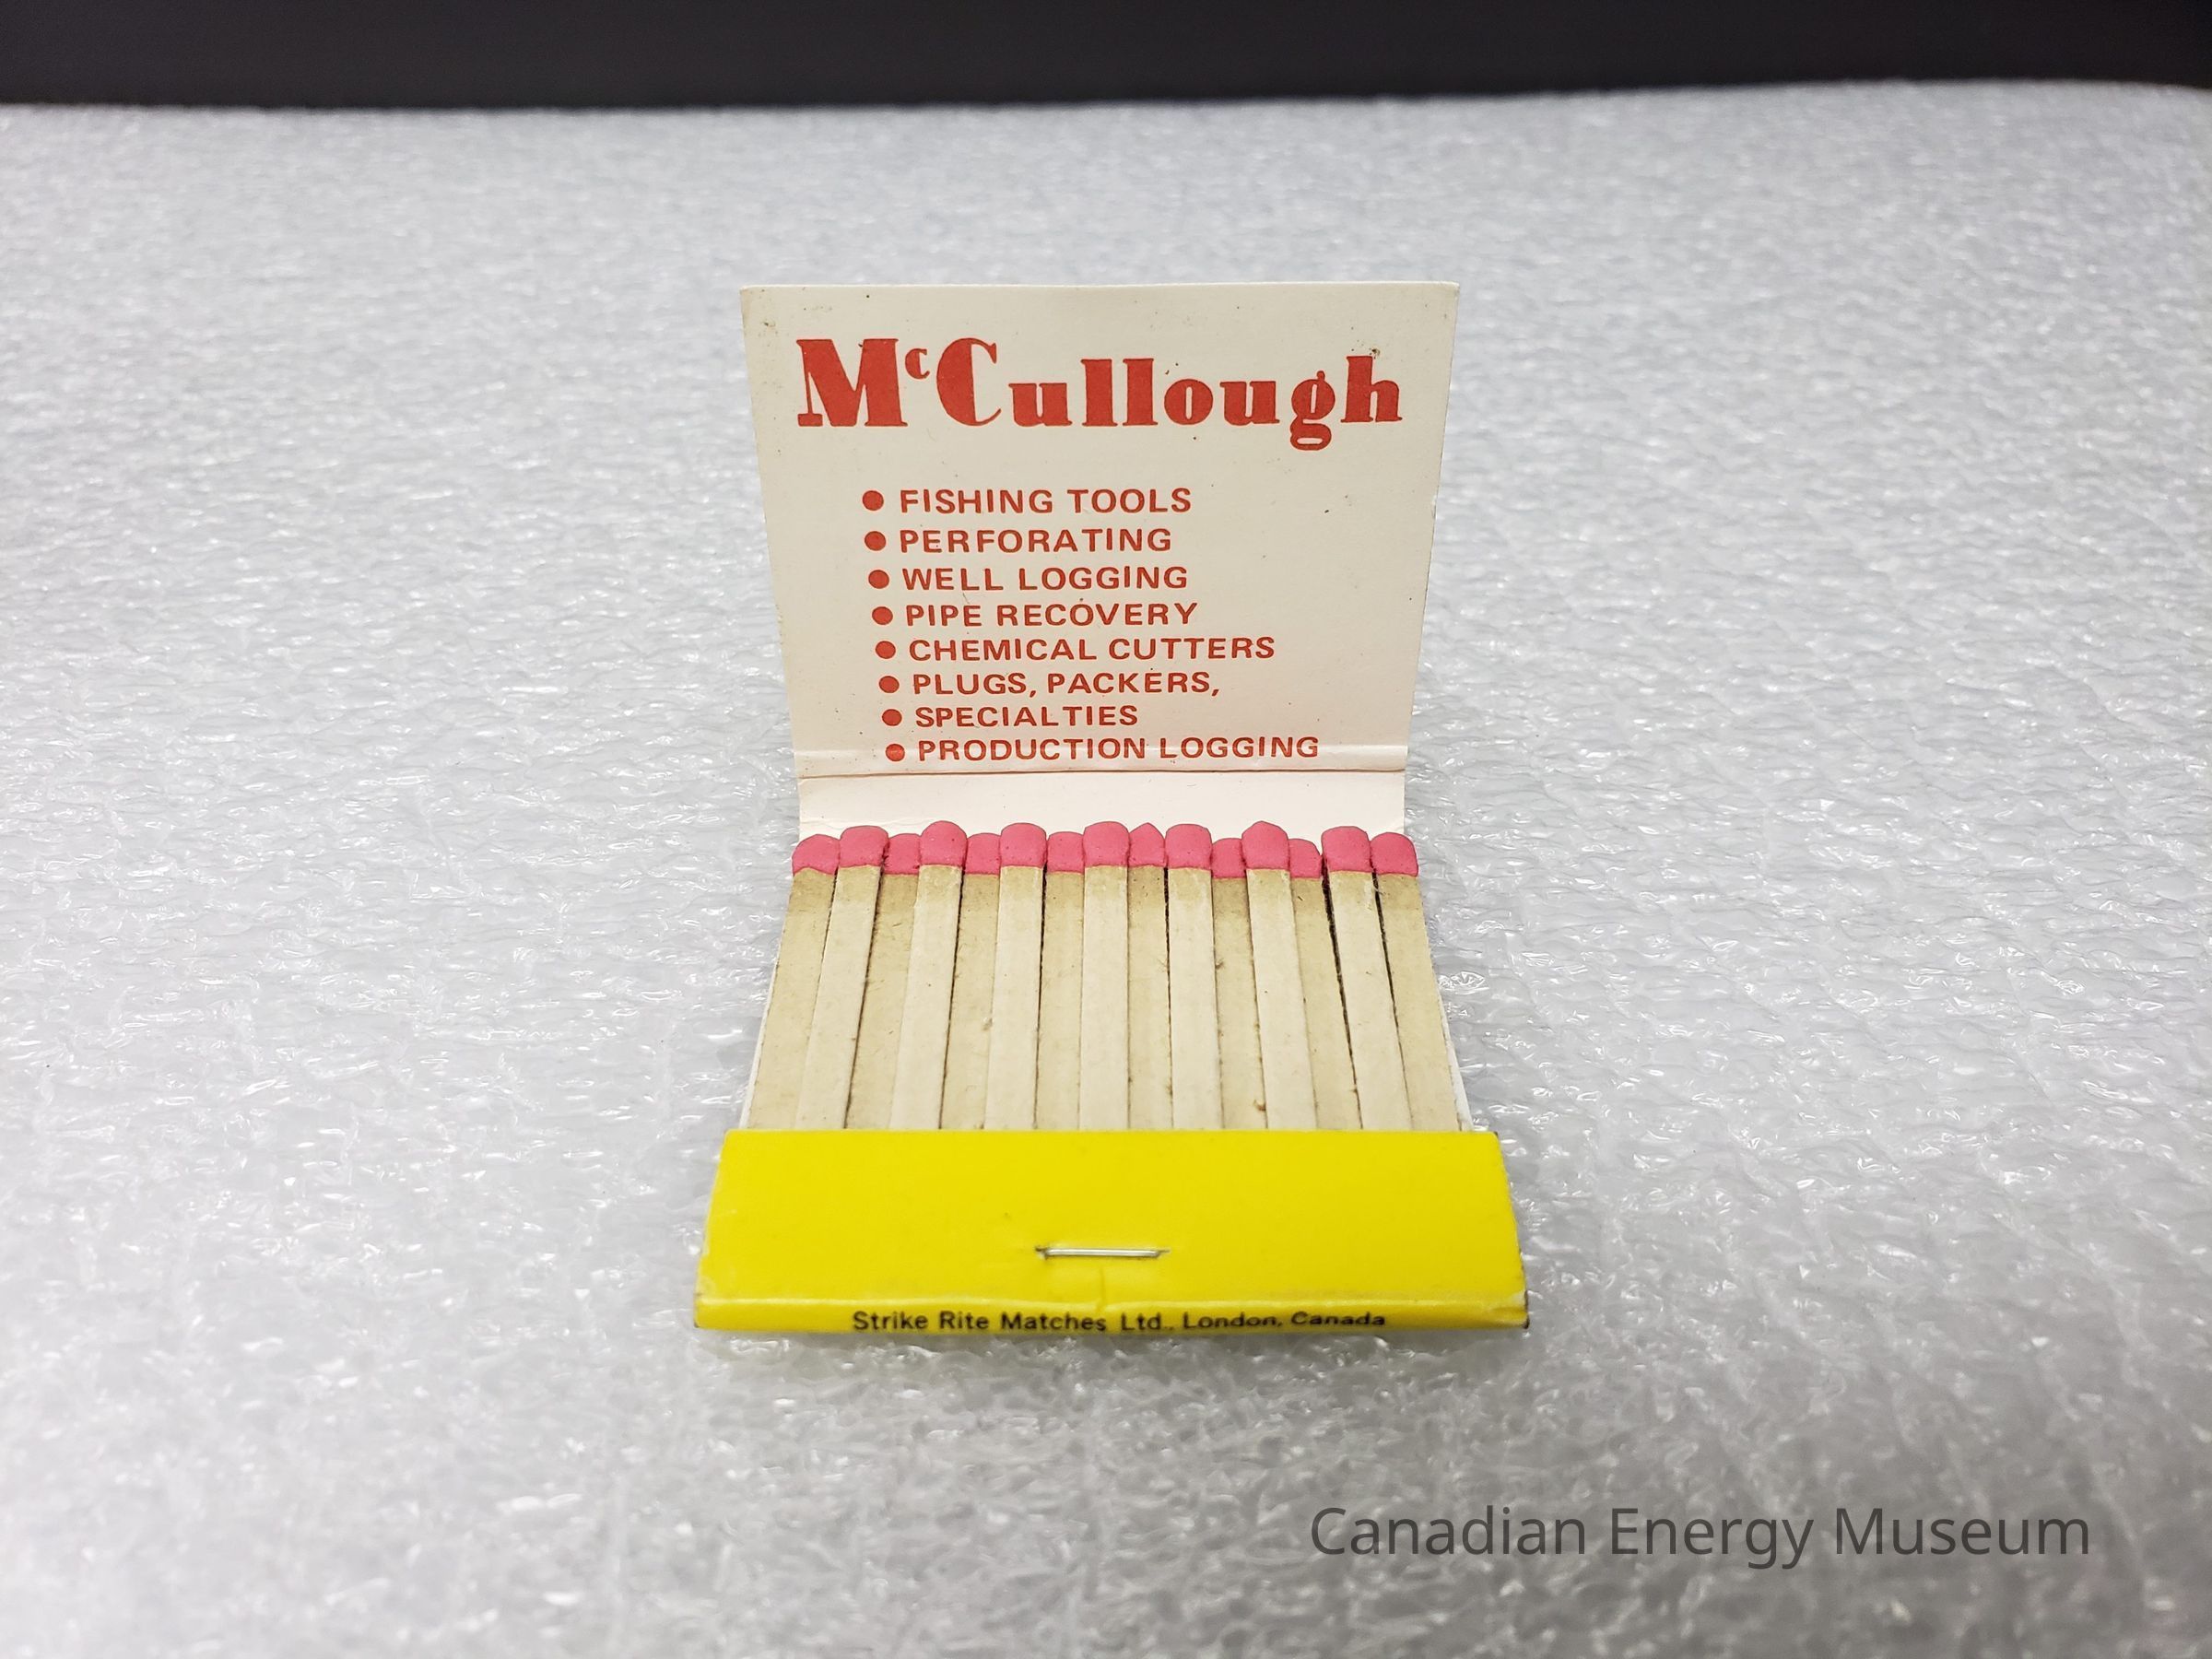 McCullough
• FISHING TOOLS
• PERFORATING
• WELL LOGGING
• PIPE RECOVERY
• CHEMICAL CUTTERS
• PLUGS, PACKERS,
• SPECIALTIES
• PRODUCTION LOGGING
Strike Rite Matches Ltd., London, Canada
Canadian Energy Museum